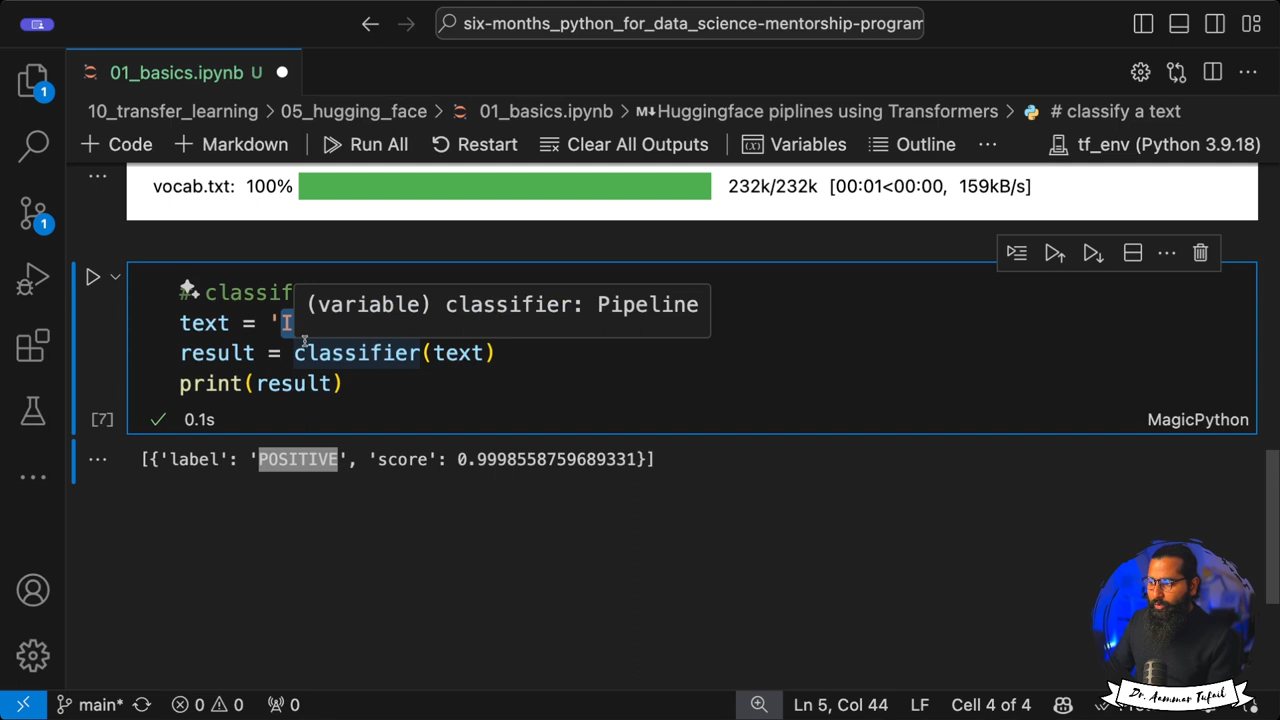 six-months_python_for_data_science-mentorship-program
01_basics.ipynb U
10_transfer_learning > 05_hugging_face > 01_basics.ipynb > M↓Huggingface piplines using Transformers > # classify a text
+ Code + Markdown Run All Restart Clear All Outputs Variables Outline ··· tf_env (Python 3.9.18)
vocab.txt: 100% 232k/232k [00:01<00:00, 159kB/s]
# classif
(variable) classifier: Pipeline
text = 'I
result = classifier(text)
print(result)
[7] 0.1s MagicPython
[{'label': 'POSITIVE', 'score': 0.9998558759689331}]
1
1
main* 0 0 0 Ln 5, Col 44 LF Cell 4 of 4
Dr. Aammar Tufail